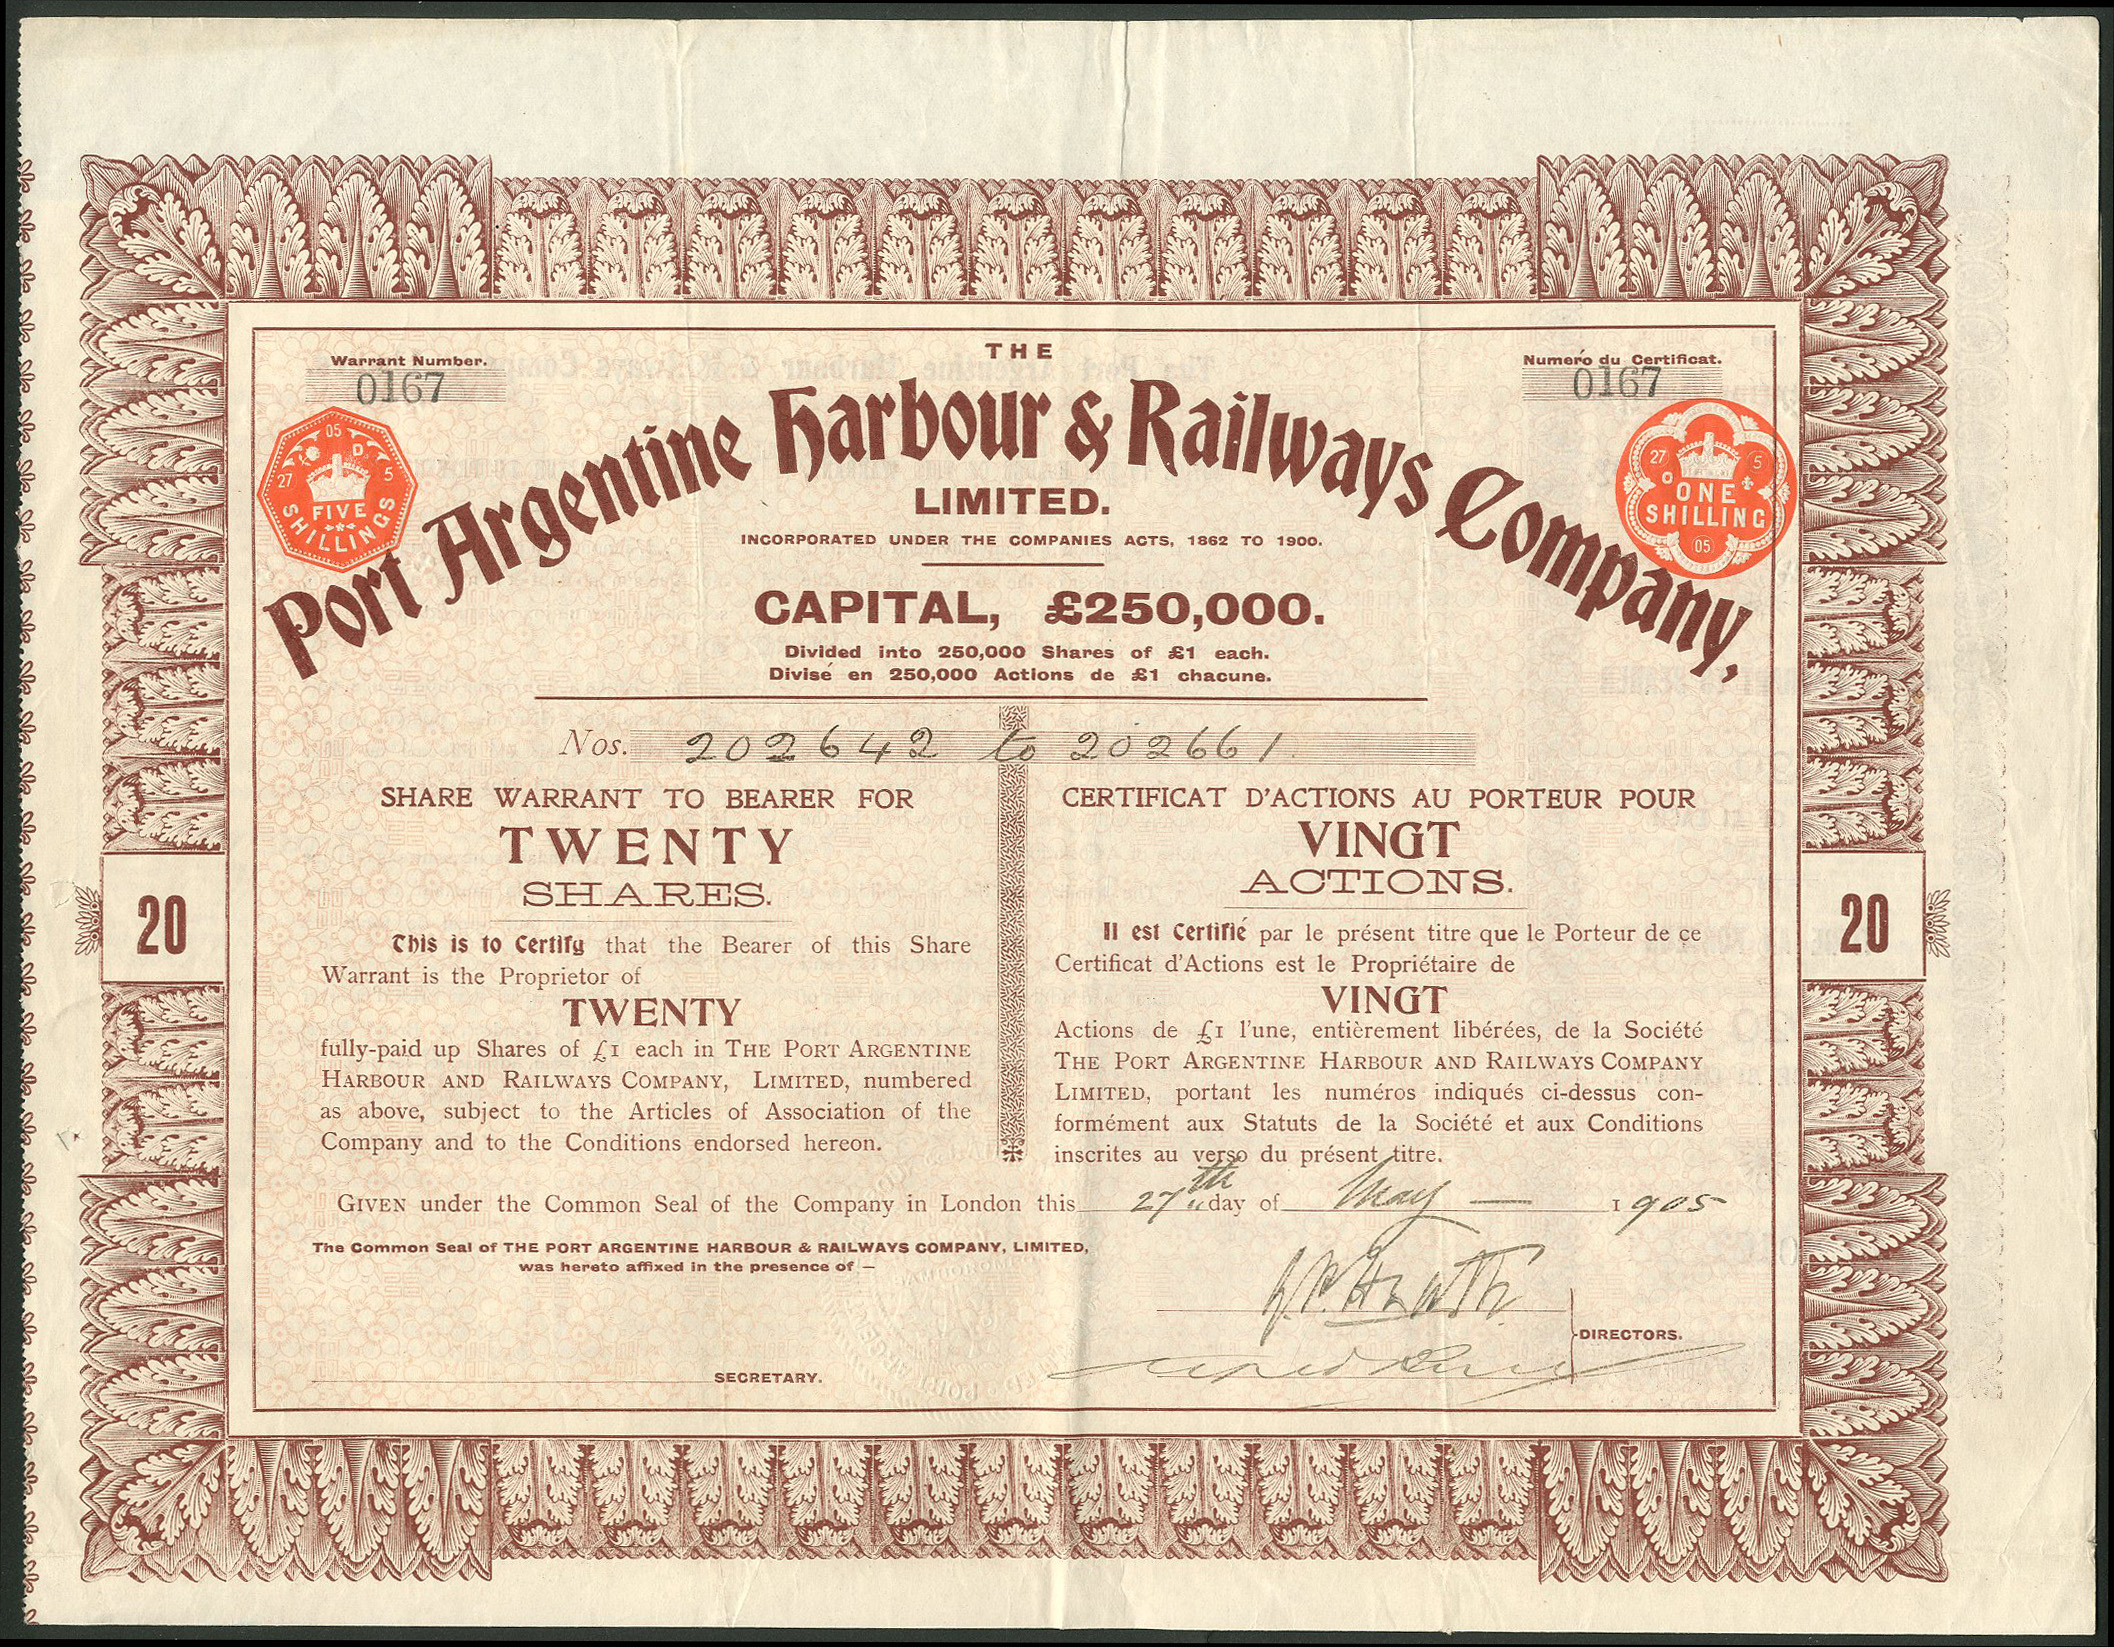 THE
Warrant Number.
0167
Numero du Certificat.
0167
Port Argentine Harbour & Railways Company,
LIMITED.
05
D
27
5
FIVE
SHILLINGS
27
5
ONE
SHILLING
05
INCORPORATED UNDER THE COMPANIES ACTS, 1862 TO 1900.
CAPITAL, £250,000.
Divided into 250,000 Shares of £1 each.
Divisé en 250,000 Actions de £1 chacune.
Nos. 202642 to 202661
SHARE WARRANT TO BEARER FOR
TWENTY
SHARES.
This is to Certify that the Bearer of this Share
Warrant is the Proprietor of
TWENTY
fully-paid up Shares of £1 each in THE PORT ARGENTINE
HARBOUR AND RAILWAYS COMPANY, LIMITED, numbered
as above, subject to the Articles of Association of the
Company and to the Conditions endorsed hereon.
CERTIFICAT D'ACTIONS AU PORTEUR POUR
VINGT
ACTIONS.
Il est Certifié par le présent titre que le Porteur de çe
Certificat d'Actions est le Propriétaire de
VINGT
Actions de £1 l'une, entièrement libérées, de la Société
THE PORT ARGENTINE HARBOUR AND RAILWAYS COMPANY
LIMITED, portant les numéros indiqués ci-dessus con-
formément aux Statuts de la Société et aux Conditions
inscrites au verso du présent titre.
20
20
GIVEN under the Common Seal of the Company in London this 27th day of May 1905
The Common Seal of THE PORT ARGENTINE HARBOUR & RAILWAYS COMPANY, LIMITED,
was hereto affixed in the presence of —
DIRECTORS.
SECRETARY.